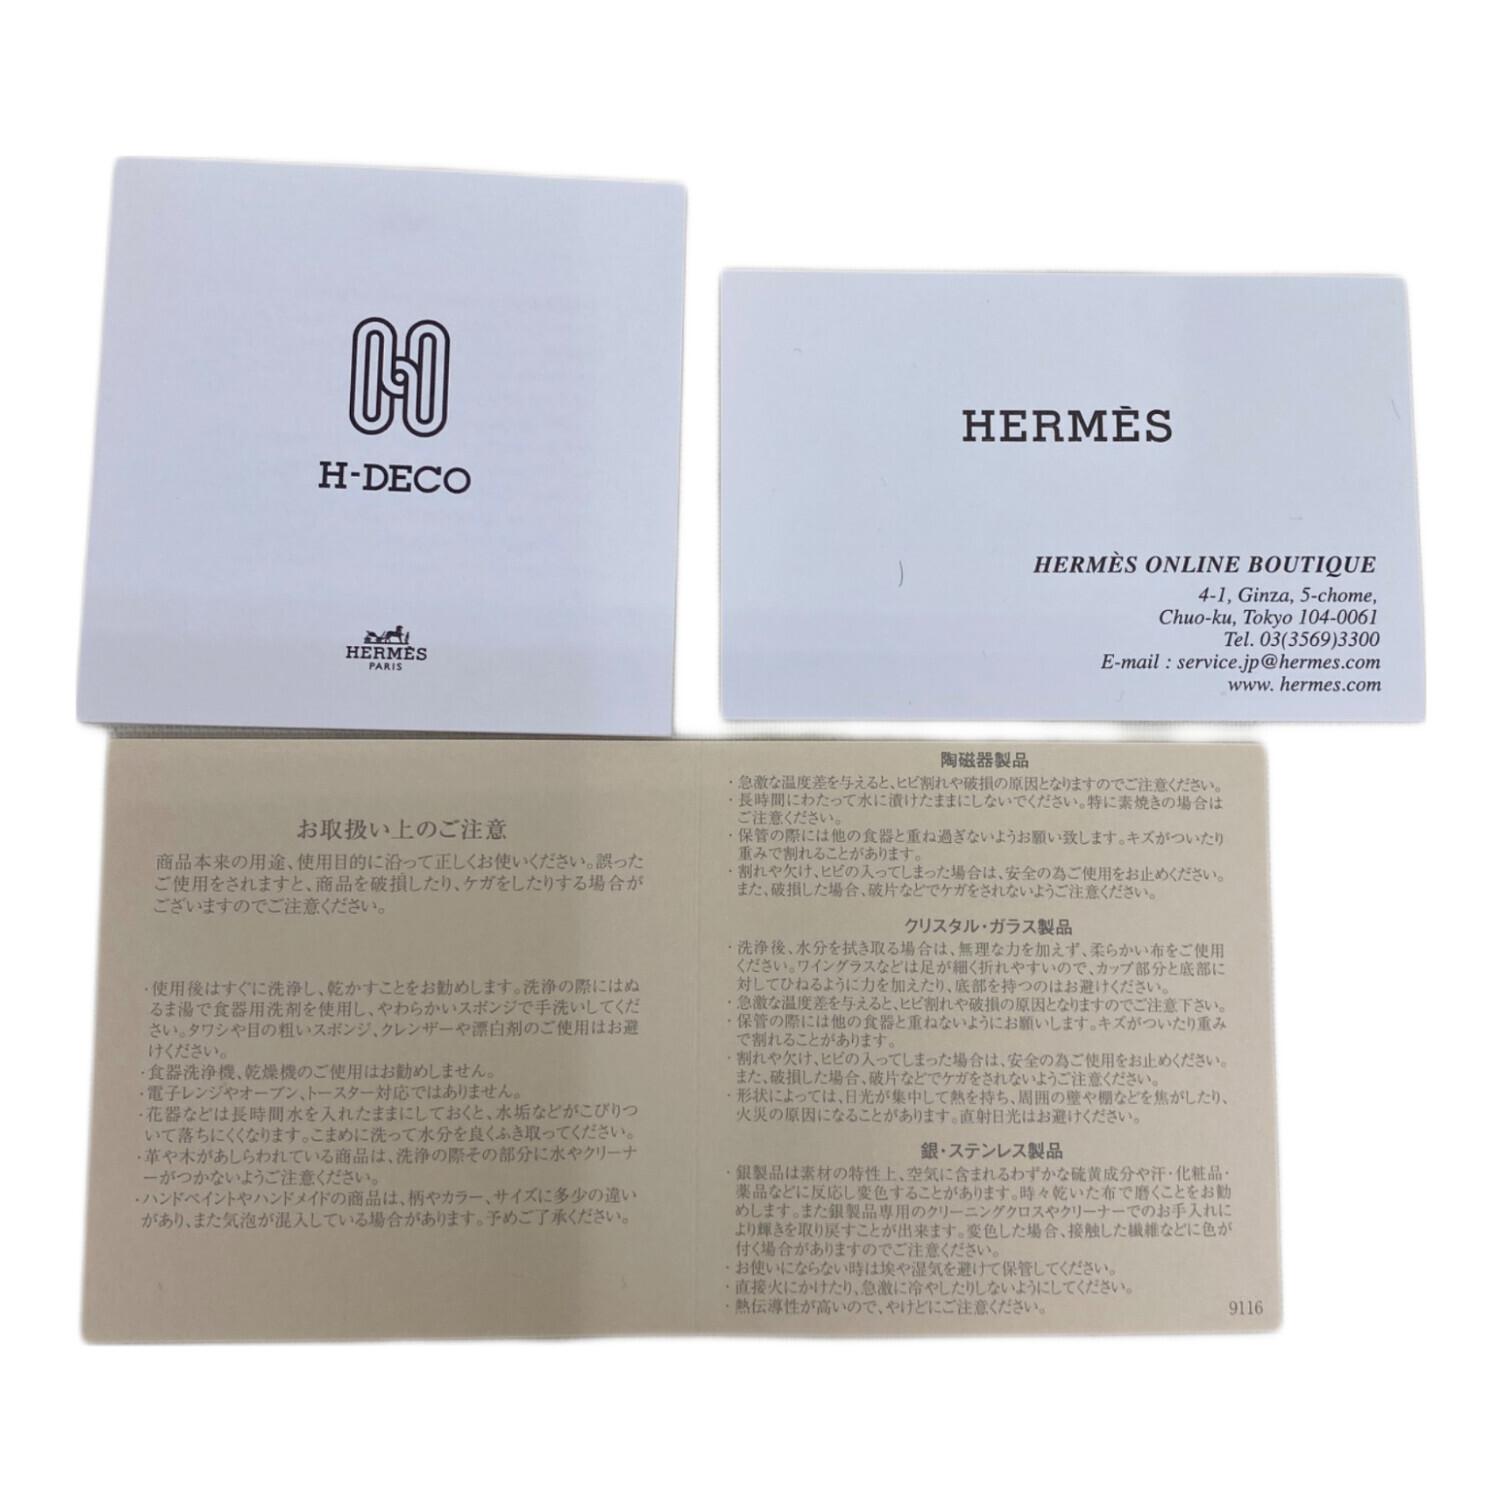 H-DECO
HERMÈS
PARIS
HERMÈS
HERMÈS ONLINE BOUTIQUE
4-1, Ginza, 5-chome,
Chuo-ku, Tokyo 104-0061
Tel. 03(3569)3300
E-mail : service.jp@hermes.com
www. hermes.com
お取扱い上のご注意
商品本来の用途、使用目的に沿って正しくお使いください。誤った
ご使用をされますと、商品を破損したり、ケガをしたりする場合が
ございますのでご注意ください。
・使用後はすぐに洗浄し、乾かすことをお勧めします。洗浄の際にはぬ
るま湯で食器用洗剤を使用し、やわらかいスポンジで手洗いしてくだ
さい。タワシや目の粗いスポンジ、クレンザーや漂白剤のご使用はお避
けください。
・食器洗浄機、乾燥機のご使用はお勧めしません。
・電子レンジやオーブン、トースター対応ではありません。
・花器などは長時間水を入れたままにしておくと、水垢などがこびりつ
いて落ちにくくなります。こまめに洗って水分を良くふき取ってください。
・革や木があしらわれている商品は、洗浄の際その部分に水やクリーナ
ーがつかないようご注意ください。
・ハンドペイントやハンドメイドの商品は、柄やカラー、サイズに多少の違い
があり、また気泡が混入している場合があります。予めご了承ください。
陶磁器製品
・急激な温度差を与えると、ヒビ割れや破損の原因となりますのでご注意ください。
・長時間にわたって水に漬けたままにしないでください。特に素焼きの場合は
ご注意ください。
・保管の際には他の食器と重ね過ぎないようお願い致します。キズがついたり
重みで割れることがあります。
・割れや欠け、ヒビの入ってしまった場合は、安全の為ご使用をお止めください。
また、破損した場合、破片などでケガをされないようご注意ください。
クリスタル・ガラス製品
・洗浄後、水分を拭き取る場合は、無理な力を加えず、柔らかい布をご使用
ください。ワイングラスなどは足が細く折れやすいので、カップ部分と底部に
対してひねるように力を加えたり、底部を持つのはお避けください。
・急激な温度差を与えると、ヒビ割れや破損の原因となりますのでご注意下さい。
・保管の際には他の食器と重ねないようにお願いします。キズがついたり重み
で割れることがあります。
・割れや欠け、ヒビの入ってしまった場合は、安全の為ご使用をお止めください。
また、破損した場合、破片などでケガをされないようご注意ください。
・形状によっては、日光が集中して熱を持ち、周囲の壁や棚などを焦がしたり、
火災の原因になることがあります。直射日光はお避けください。
銀・ステンレス製品
・銀製品は素材の特性上、空気に含まれるわずかな硫黄成分や汗・化粧品・
薬品などに反応し変色することがあります。時々乾いた布で磨くことをお勧
めします。また銀製品専用のクリーニングクロスやクリーナーでのお手入れに
より輝きを取り戻すことが出来ます。変色した場合、接触した繊維などに色が
付く場合がありますのでご注意ください。
・お使いにならない時は埃や湿気を避けて保管してください。
・直接火にかけたり、急激に冷やしたりしないようにしてください。
・熱伝導性が高いので、やけどにご注意ください。
9116